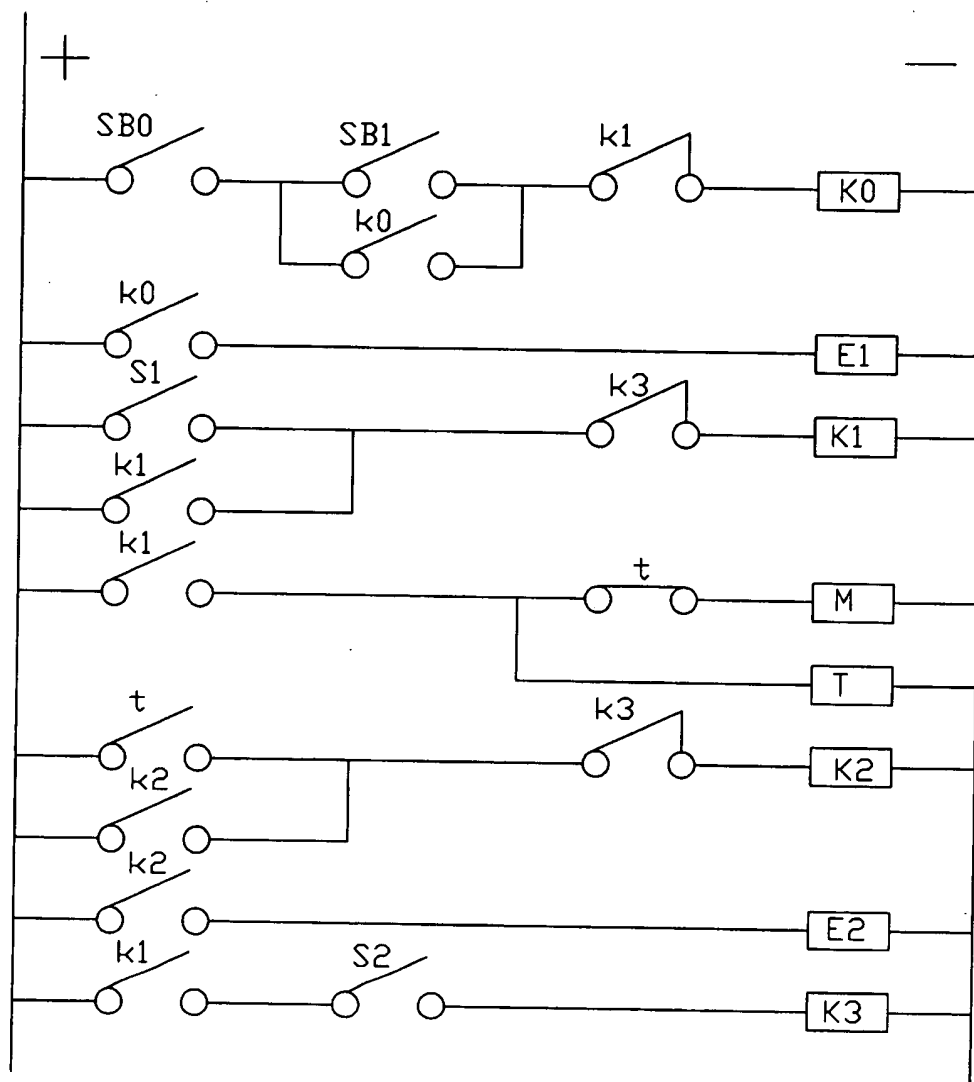 + —
SB0 SB1 k1 K0
k0
k0 E1
S1 k3 K1
k1
k1 t M
T
t k3 K2
k2
k2 E2
k1 S2 K3